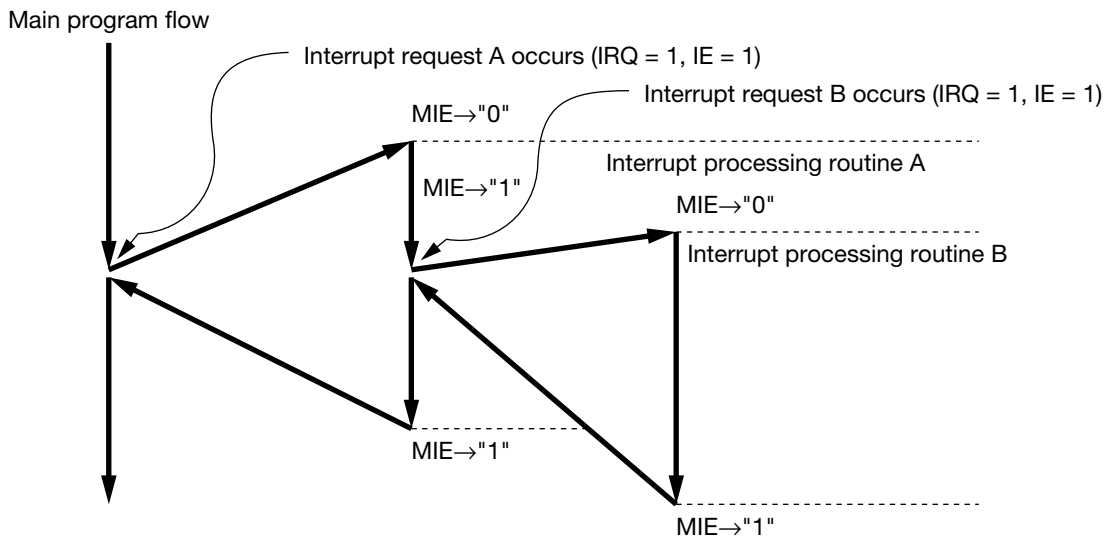 Main program flow
Interrupt request A occurs (IRQ = 1, IE = 1)
Interrupt request B occurs (IRQ = 1, IE = 1)
MIE→"0"
Interrupt processing routine A
MIE→"1"
MIE→"0"
Interrupt processing routine B
MIE→"1"
MIE→"1"